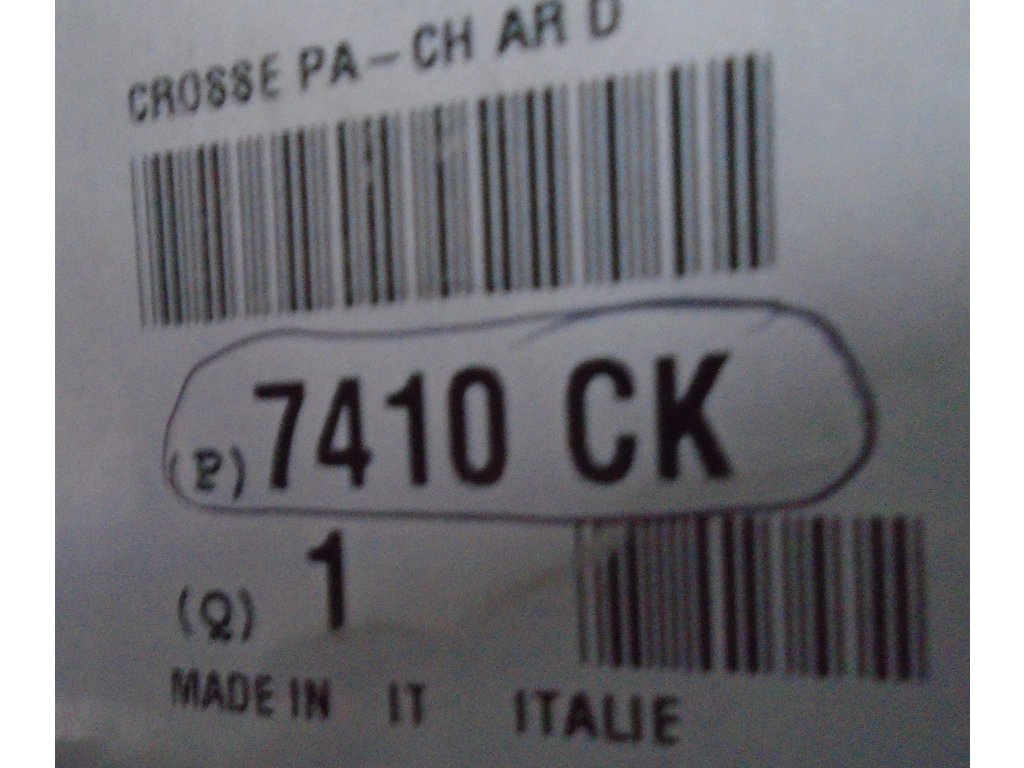 CROSSE PA-CH AR D
(P) 7410 CK
(Q) 1
MADE IN IT ITALIE